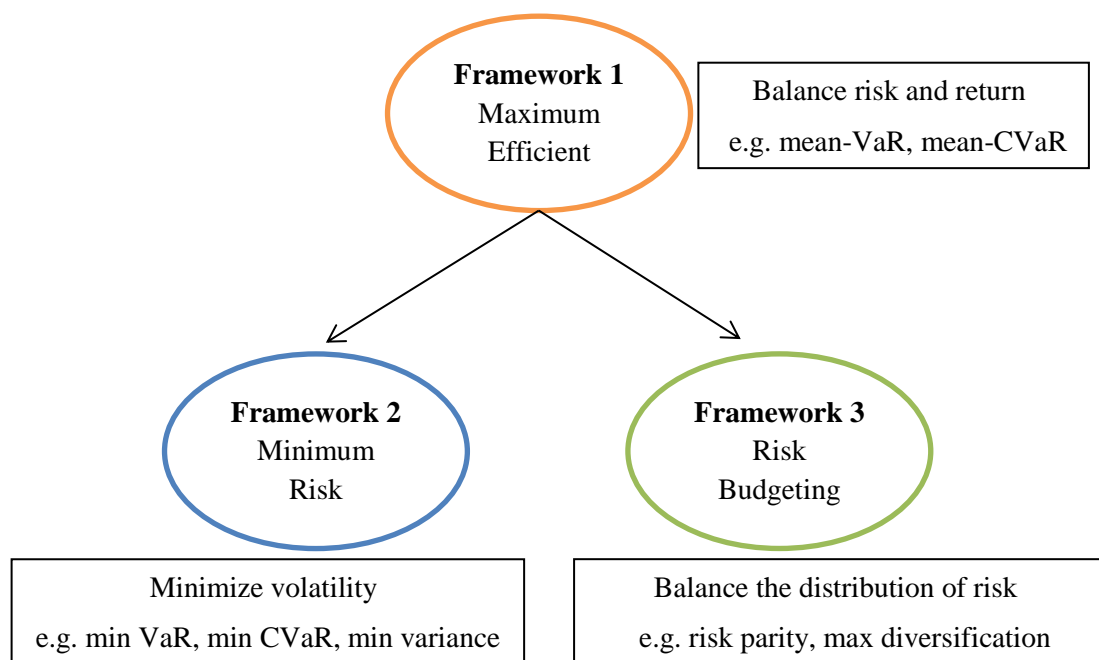 Framework 1
Maximum
Efficient
Balance risk and return
e.g. mean-VaR, mean-CVaR
Framework 2
Minimum
Risk
Framework 3
Risk
Budgeting
Minimize volatility
e.g. min VaR, min CVaR, min variance
Balance the distribution of risk
e.g. risk parity, max diversification